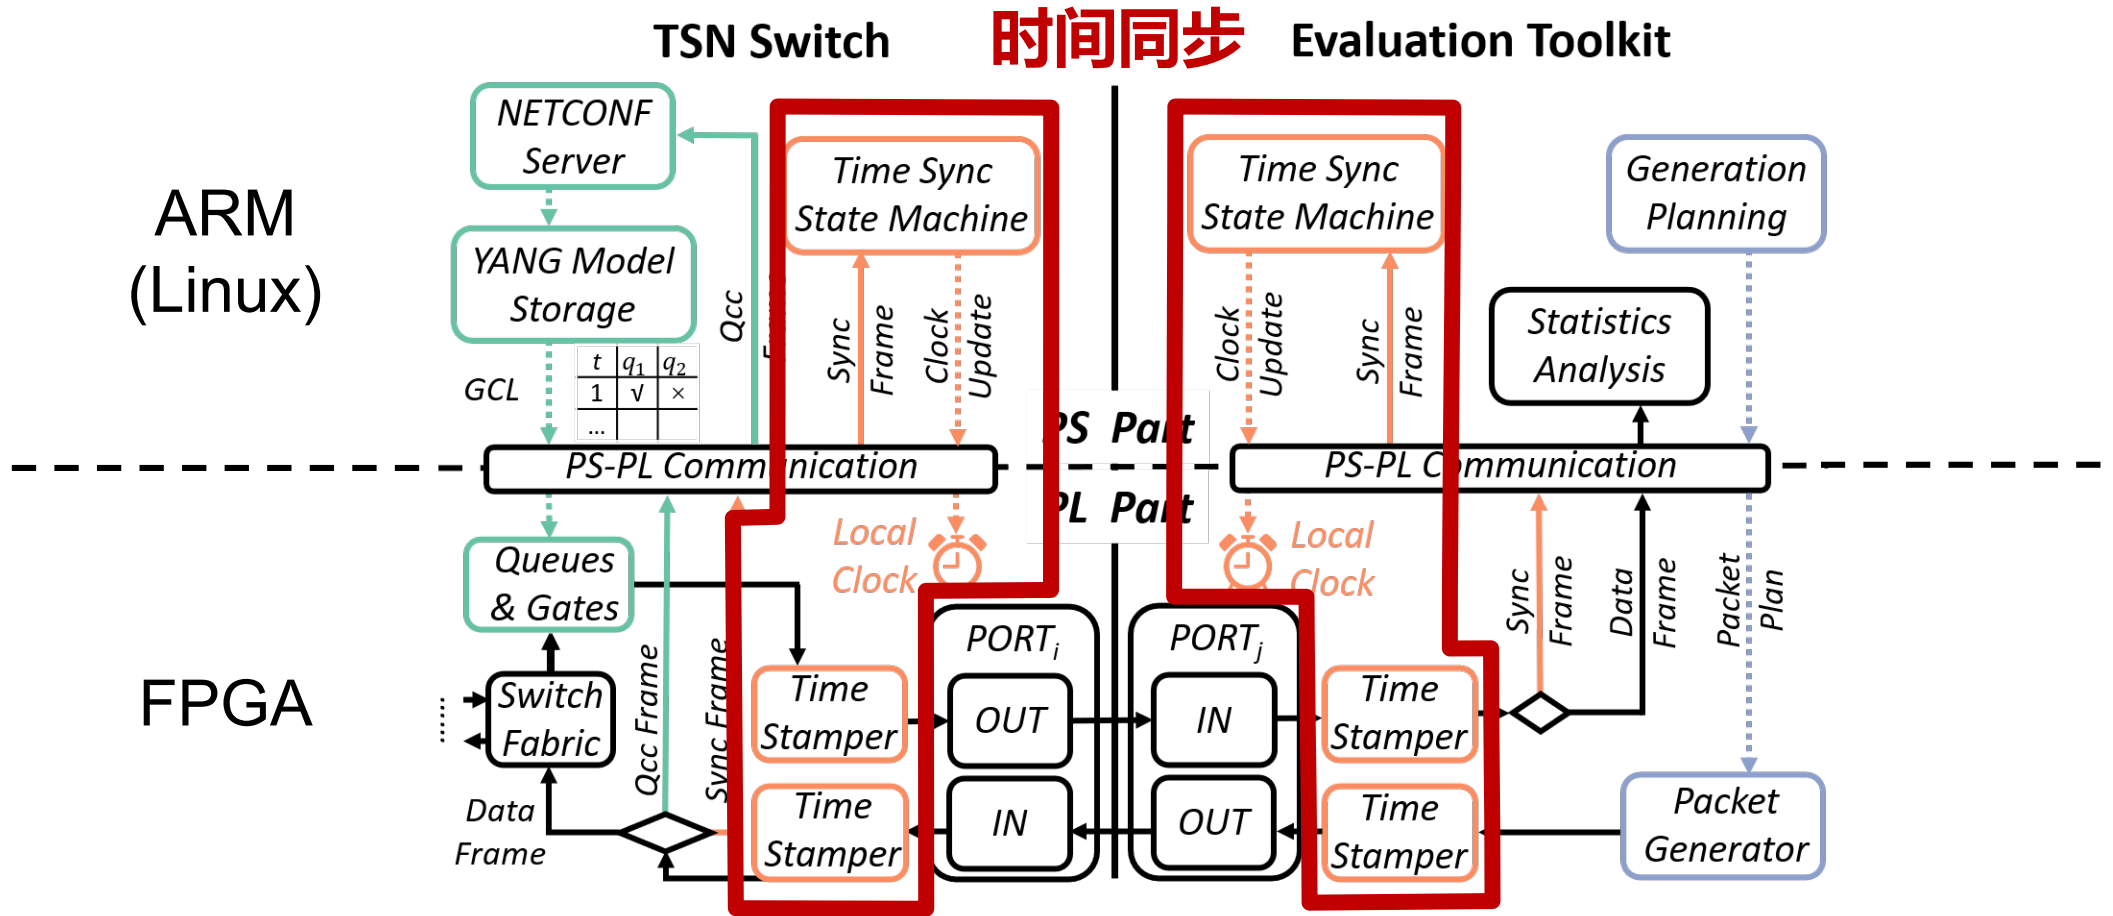 TSN Switch
时间同步
Evaluation Toolkit
ARM
(Linux)
FPGA
NETCONF
Server
YANG Model
Storage
GCL
t q₁ q₂
1 √ ×
...
Qcc
Time Sync
State Machine
Sync
Frame
Clock
Update
PS-PL Communication
Local
Clock
Queues
& Gates
Switch
Fabric
......
Data
Frame
Qcc Frame
Sync Frame
Time
Stamper
Time
Stamper
PORTᵢ
OUT
IN
PS Part
PL Part
Time Sync
State Machine
Clock
Update
Sync
Frame
Generation
Planning
Statistics
Analysis
PS-PL Communication
Local
Clock
PORTⱼ
IN
OUT
Time
Stamper
Time
Stamper
Sync
Frame
Data
Frame
Packet
Plan
Packet
Generator